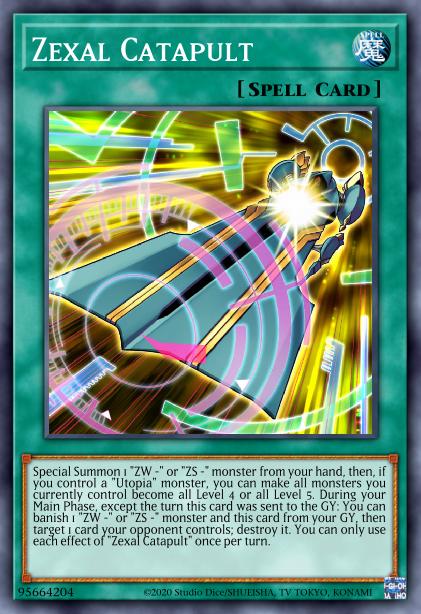 ZEXAL CATAPULT
SPELL
魔
[SPELL CARD]
Special Summon 1 "ZW -" or "ZS -" monster from your hand, then, if
you control a "Utopia" monster, you can make all monsters you
currently control become all Level 4 or all Level 5. During your
Main Phase, except the turn this card was sent to the GY: You can
banish 1 "ZW -" or "ZS -" monster and this card from your GY, then
target 1 card your opponent controls; destroy it. You can only use
each effect of "Zexal Catapult" once per turn.
95664204
©2020 Studio Dice/SHUEISHA, TV TOKYO, KONAMI